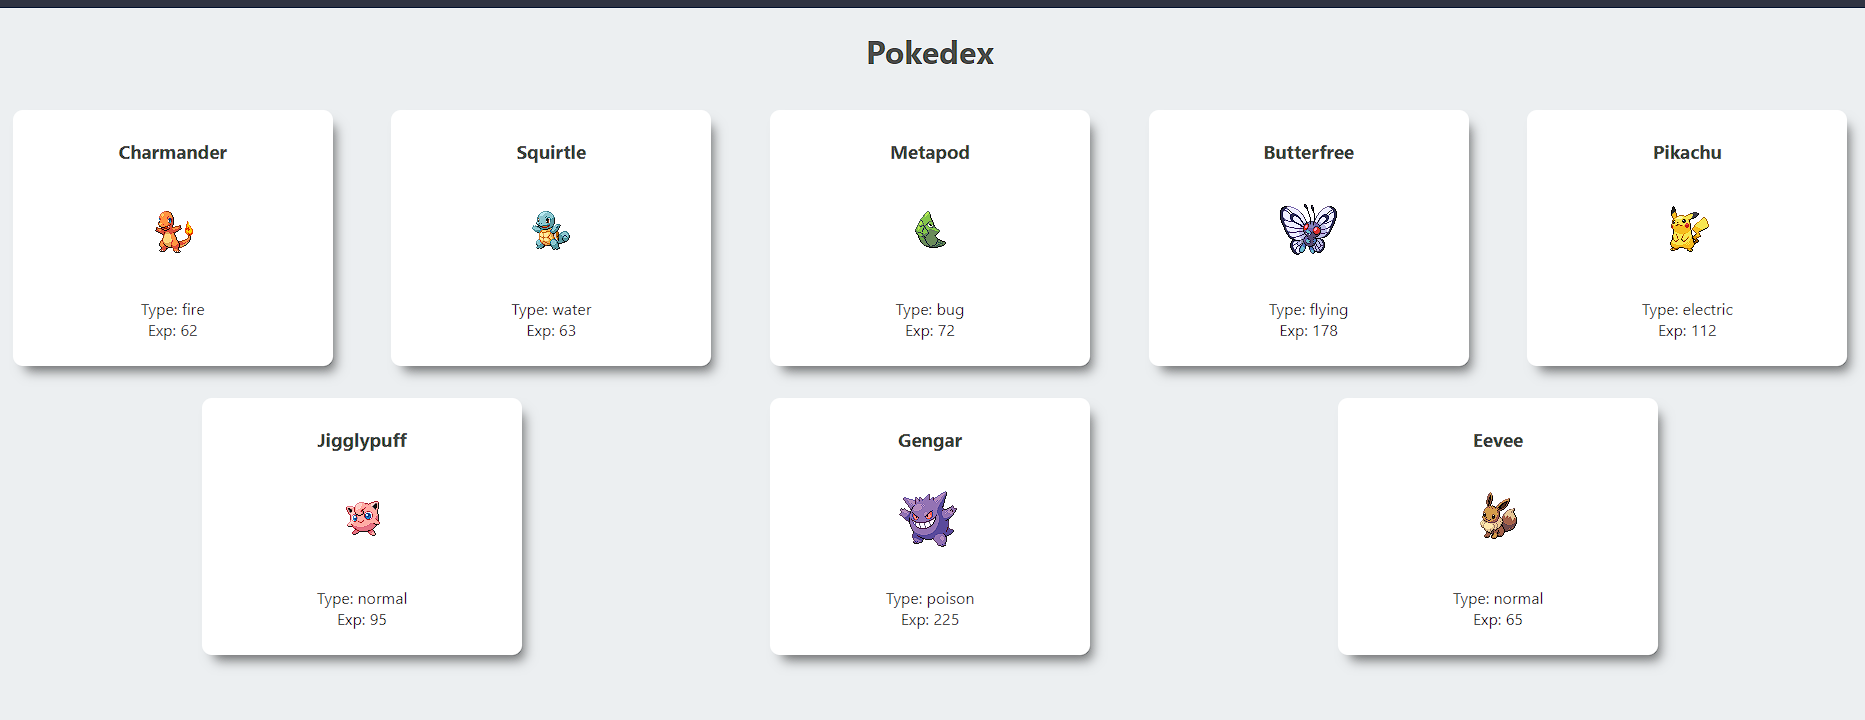 Pokedex
Charmander
Type: fire
Exp: 62
Squirtle
Type: water
Exp: 63
Metapod
Type: bug
Exp: 72
Butterfree
Type: flying
Exp: 178
Pikachu
Type: electric
Exp: 112
Jigglypuff
Type: normal
Exp: 95
Gengar
Type: poison
Exp: 225
Eevee
Type: normal
Exp: 65